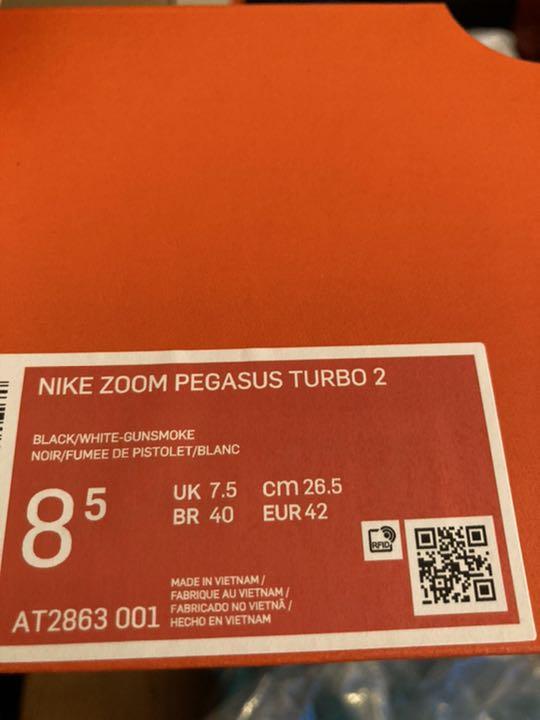 NIKE ZOOM PEGASUS TURBO 2
BLACK/WHITE-GUNSMOKE
NOIR/FUMEE DE PISTOLET/BLANC
8⁵
UK 7.5 cm 26.5
BR 40 EUR 42
RFID
MADE IN VIETNAM /
FABRIQUE AU VIETNAM /
FABRICADO NO VIETNÃ /
HECHO EN VIETNAM
AT2863 001